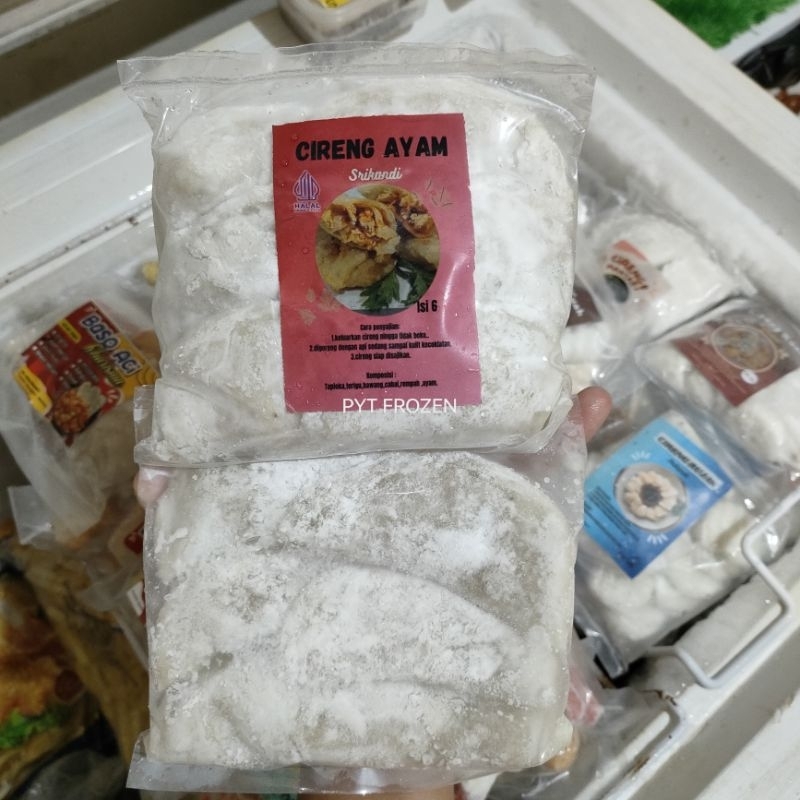 CIRENG AYAM
Srikandi
HALAL
Isi 6
Cara penyajian:
1.keluarkan cireng hingga tidak beku..
2.digoreng dengan api sedang sampai kulit kecoklatan.
3.cireng siap disajikan.
Komposisi :
Tapioka,terigu,bawang,cabai,rempah ,ayam.
PYT FROZEN
BASO ACI